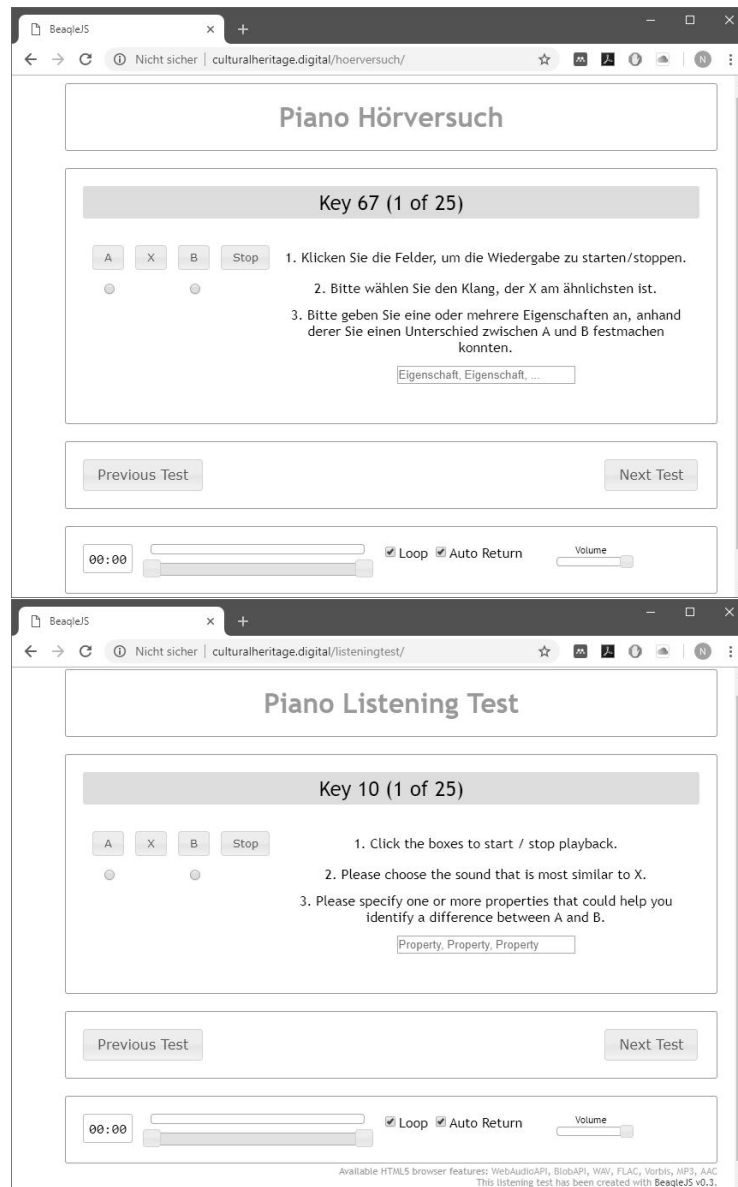 BeaqleJS
Nicht sicher | culturalheritage.digital/hoerversuch/
N
Piano Hörversuch
Key 67 (1 of 25)
A X B Stop
1. Klicken Sie die Felder, um die Wiedergabe zu starten/stoppen.
2. Bitte wählen Sie den Klang, der X am ähnlichsten ist.
3. Bitte geben Sie eine oder mehrere Eigenschaften an, anhand
derer Sie einen Unterschied zwischen A und B festmachen
konnten.
Eigenschaft, Eigenschaft, ...
Previous Test Next Test
00:00 Loop Auto Return Volume
BeaqleJS
Nicht sicher | culturalheritage.digital/listeningtest/
N
Piano Listening Test
Key 10 (1 of 25)
A X B Stop
1. Click the boxes to start / stop playback.
2. Please choose the sound that is most similar to X.
3. Please specify one or more properties that could help you
identify a difference between A and B.
Property, Property, Property
Previous Test Next Test
00:00 Loop Auto Return Volume
Available HTML5 browser features: WebAudioAPI, BlobAPI, WAV, FLAC, Vorbis, MP3, AAC
This listening test has been created with BeaqleJS v0.3.